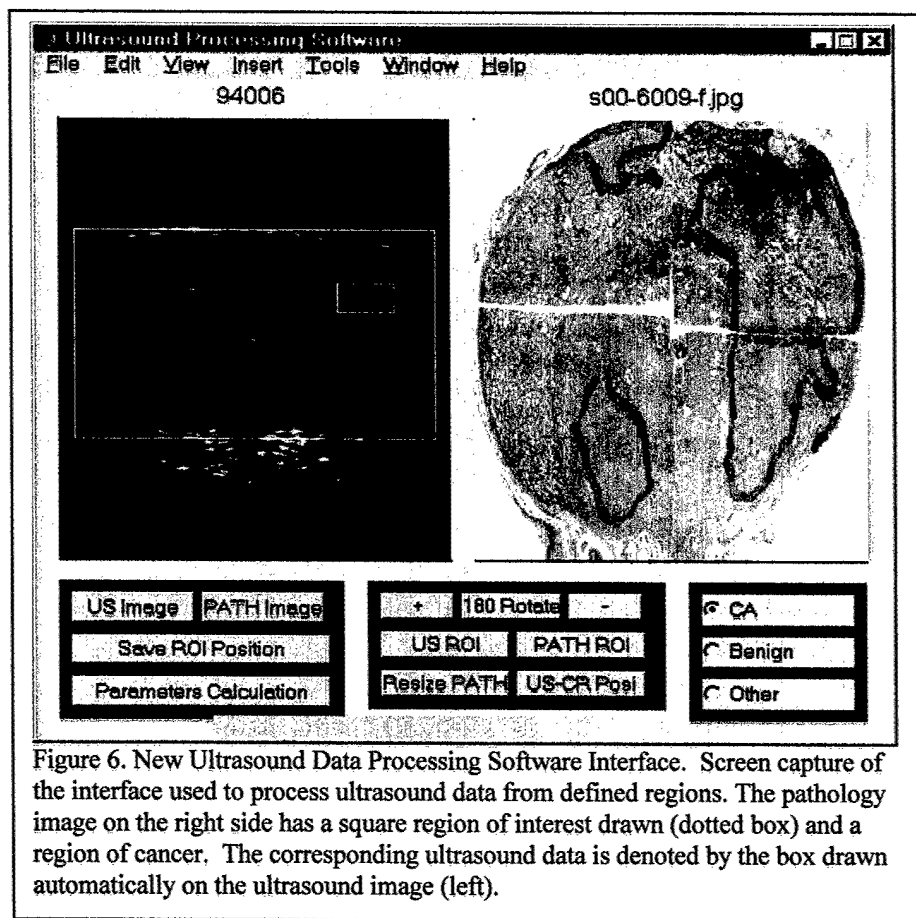 Ultrasound Processing Software
File Edit View Insert Tools Window Help
94006
s00-6009-f.jpg
US Image PATH Image
Save ROI Position
Parameters Calculation
+ 180 Rotate -
US ROI PATH ROI
Resize PATH US-CR Posi
CA
Benign
Other
Figure 6. New Ultrasound Data Processing Software Interface. Screen capture of
the interface used to process ultrasound data from defined regions. The pathology
image on the right side has a square region of interest drawn (dotted box) and a
region of cancer. The corresponding ultrasound data is denoted by the box drawn
automatically on the ultrasound image (left).